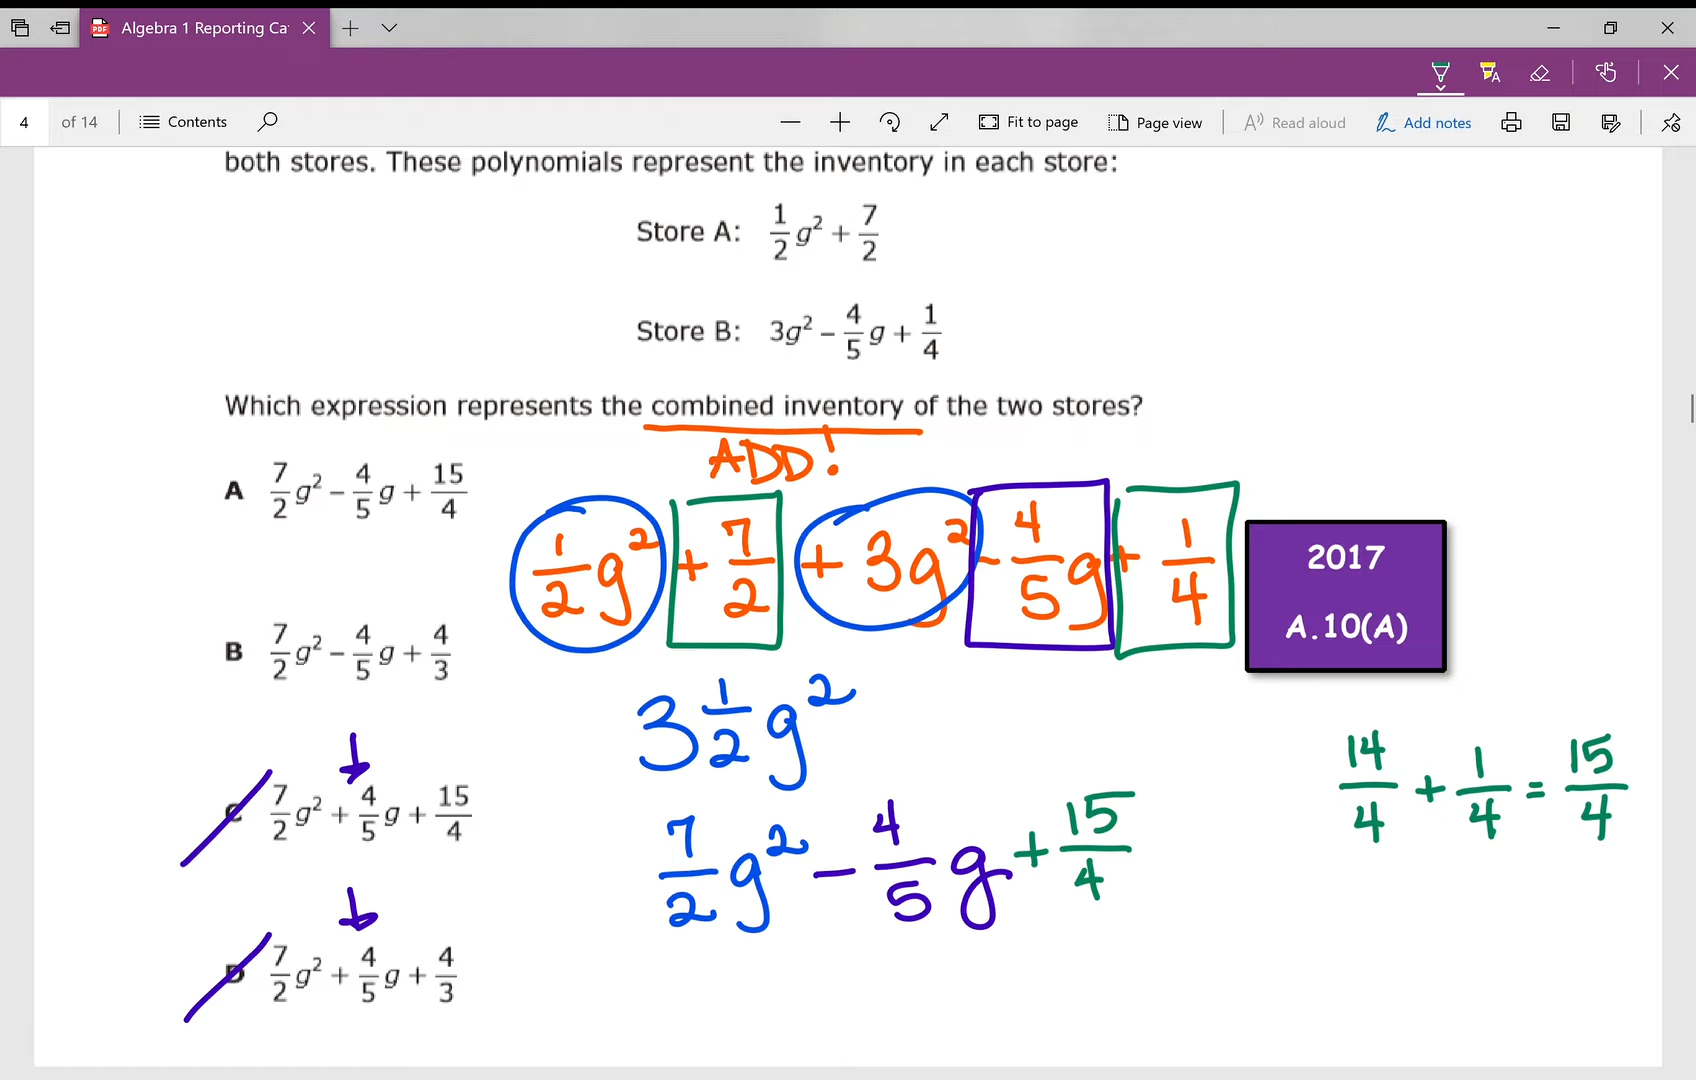 Algebra 1 Reporting Ca
4 of 14 Contents Fit to page Page view Read aloud Add notes
both stores. These polynomials represent the inventory in each store:
Store A: 1/2 g² + 7/2
Store B: 3g² – 4/5 g + 1/4
Which expression represents the combined inventory of the two stores?
ADD!
A 7/2 g² – 4/5 g + 15/4
1/2 g² + 7/2 + 3g² - 4/5 g + 1/4
2017
A.10(A)
B 7/2 g² – 4/5 g + 4/3
3 1/2 g²
14/4 + 1/4 = 15/4
C 7/2 g² + 4/5 g + 15/4
7/2 g² - 4/5 g + 15/4
D 7/2 g² + 4/5 g + 4/3